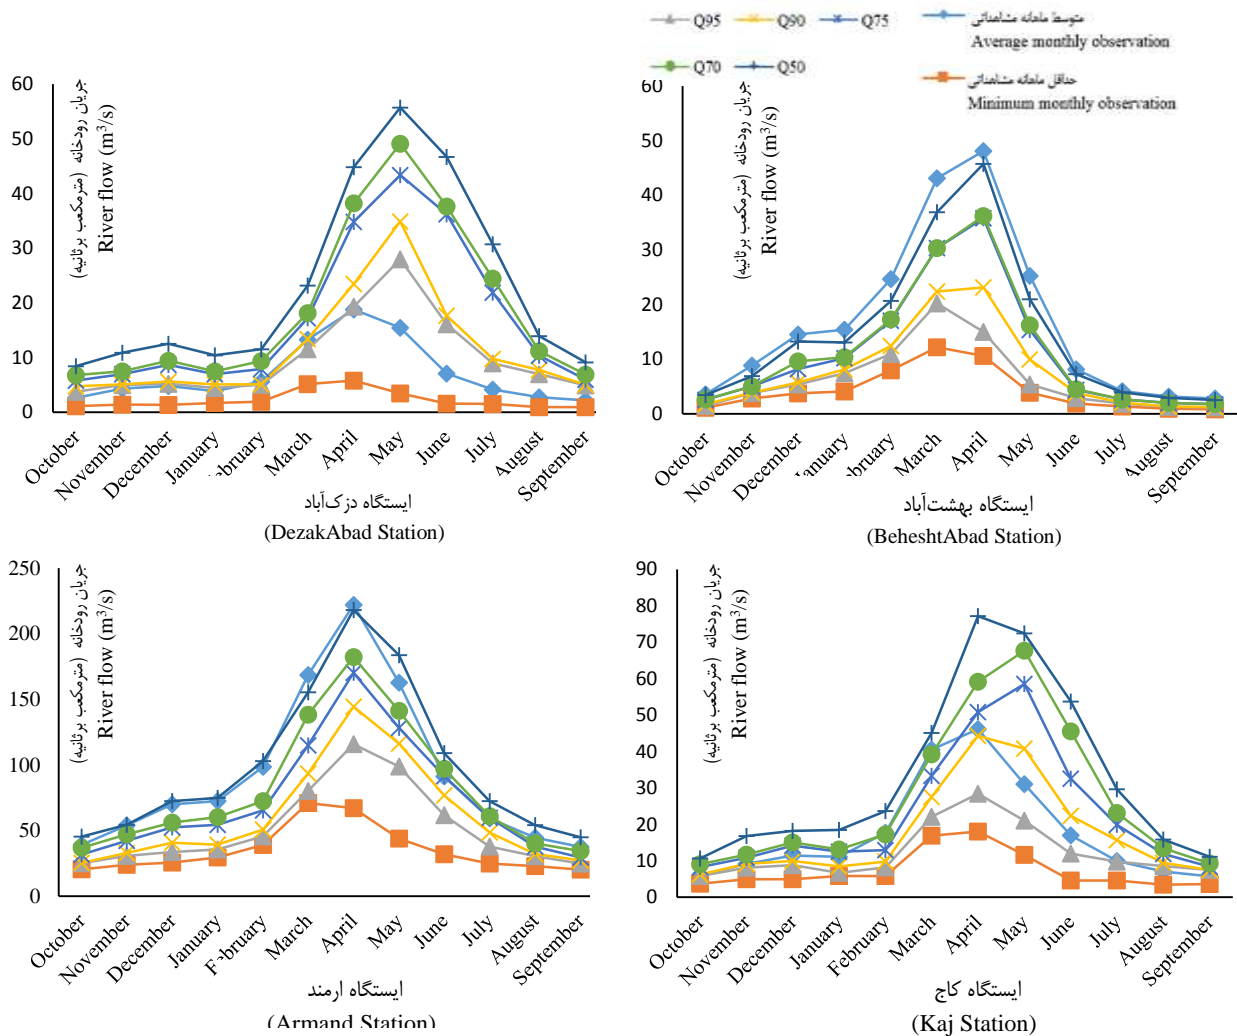 Q95 Q90 Q75 متوسط ماهانه مشاهداتی
Average monthly observation
Q70 Q50 حداقل ماهانه مشاهداتی
Minimum monthly observation
جریان رودخانه (مترمکعب برثانیه)
River flow (m³/s)
60
50
40
30
20
10
0
October
November
December
January
February
March
April
May
June
July
August
September
ایستگاه دزک‌آباد
(DezakAbad Station)
جریان رودخانه (مترمکعب برثانیه)
River flow (m³/s)
60
50
40
30
20
10
0
October
November
December
January
February
March
April
May
June
July
August
September
ایستگاه بهشت‌آباد
(BeheshtAbad Station)
جریان رودخانه (مترمکعب برثانیه)
River flow (m³/s)
250
200
150
100
50
0
October
November
December
January
February
March
April
May
June
July
August
September
ایستگاه ارمند
(Armand Station)
جریان رودخانه (مترمکعب برثانیه)
River flow (m³/s)
90
80
70
60
50
40
30
20
10
0
October
November
December
January
February
March
April
May
June
July
August
September
ایستگاه کاج
(Kaj Station)